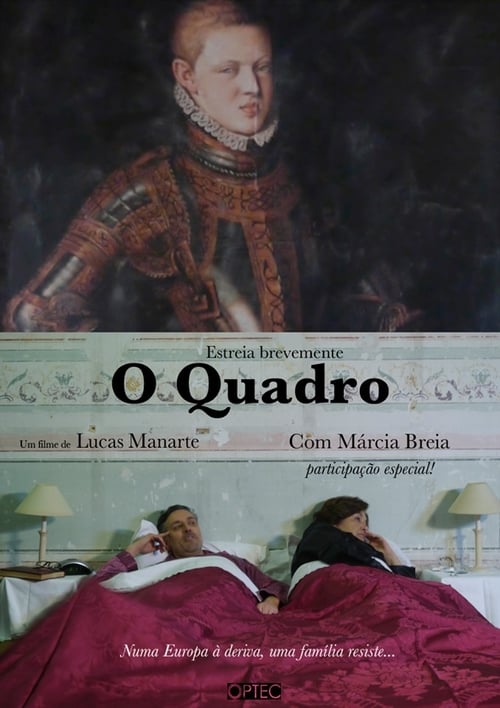 Estreia brevemente
O Quadro
Um filme de Lucas Manarte
Com Márcia Breia
participação especial!
Numa Europa à deriva, uma família resiste...
OPTEC